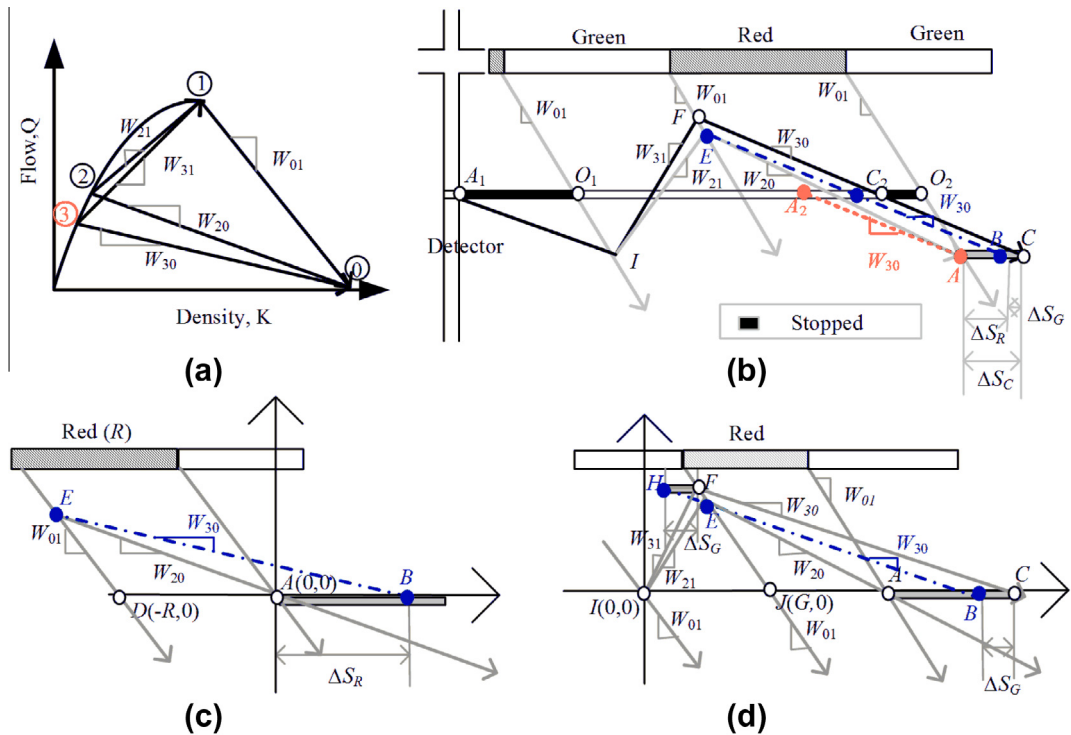 Flow,Q
1
W21
W31
W01
2
3
W20
W30
0
Density, K
(a)
Green
Red
Green
W01
W01
W01
F
W31
E
W30
W21
W20
A1
O1
A2
C2
O2
W30
Detector
I
W30
A
B
C
Stopped
ΔSR
ΔSG
ΔSC
(b)
Red (R)
E
W01
W30
W20
A(0,0)
B
D(-R,0)
ΔSR
(c)
Red
H
F
W01
E
W30
W31
ΔSG
W30
W21
W20
A
C
I(0,0)
J(G,0)
B
W01
W01
ΔSG
(d)